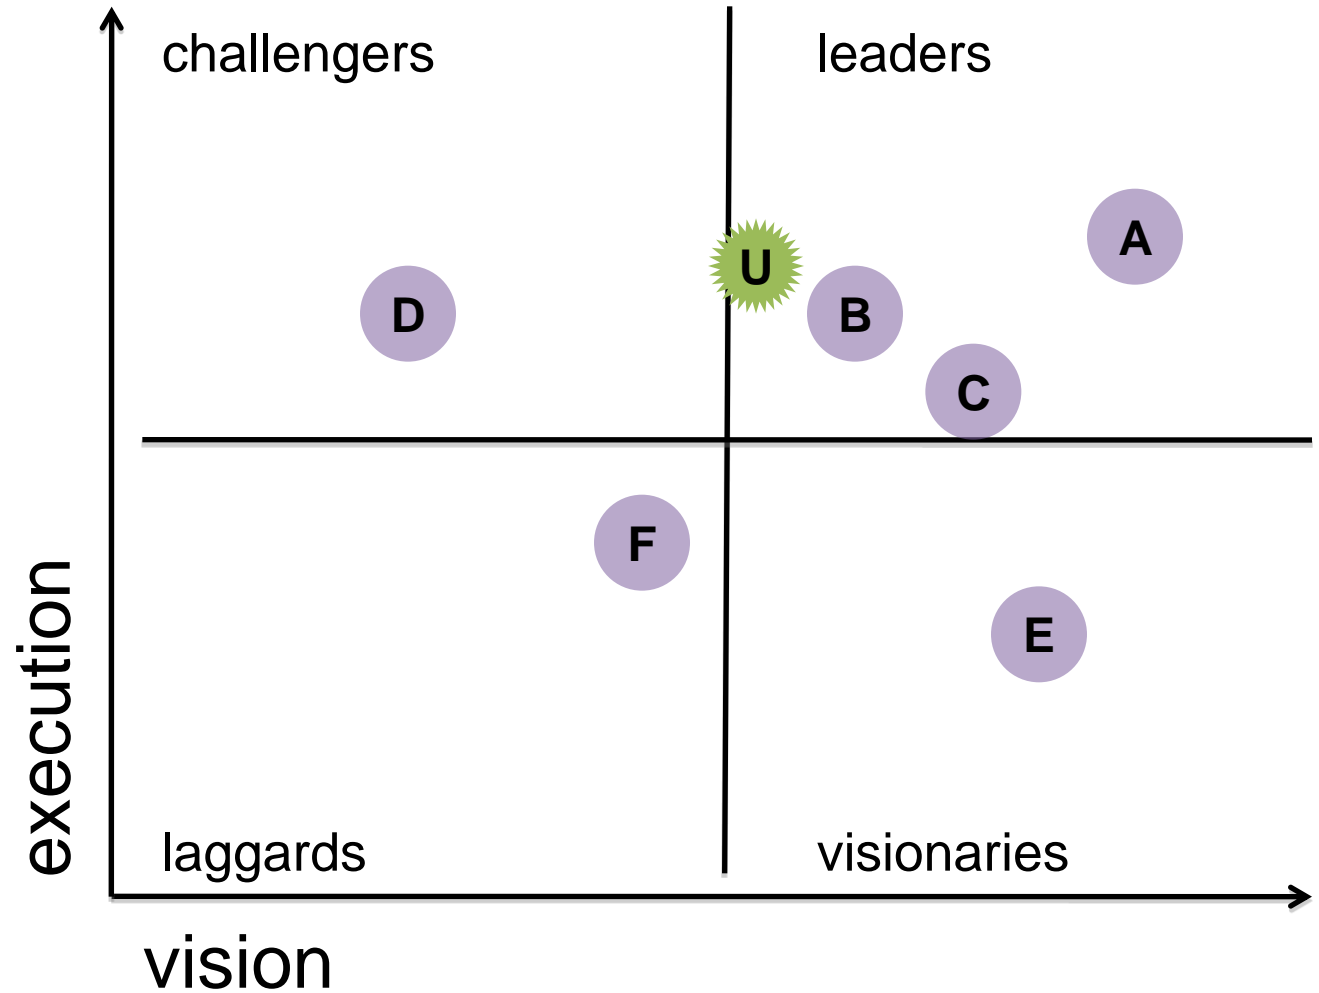 challengers
leaders
A
U
D
B
C
F
E
execution
laggards
visionaries
vision